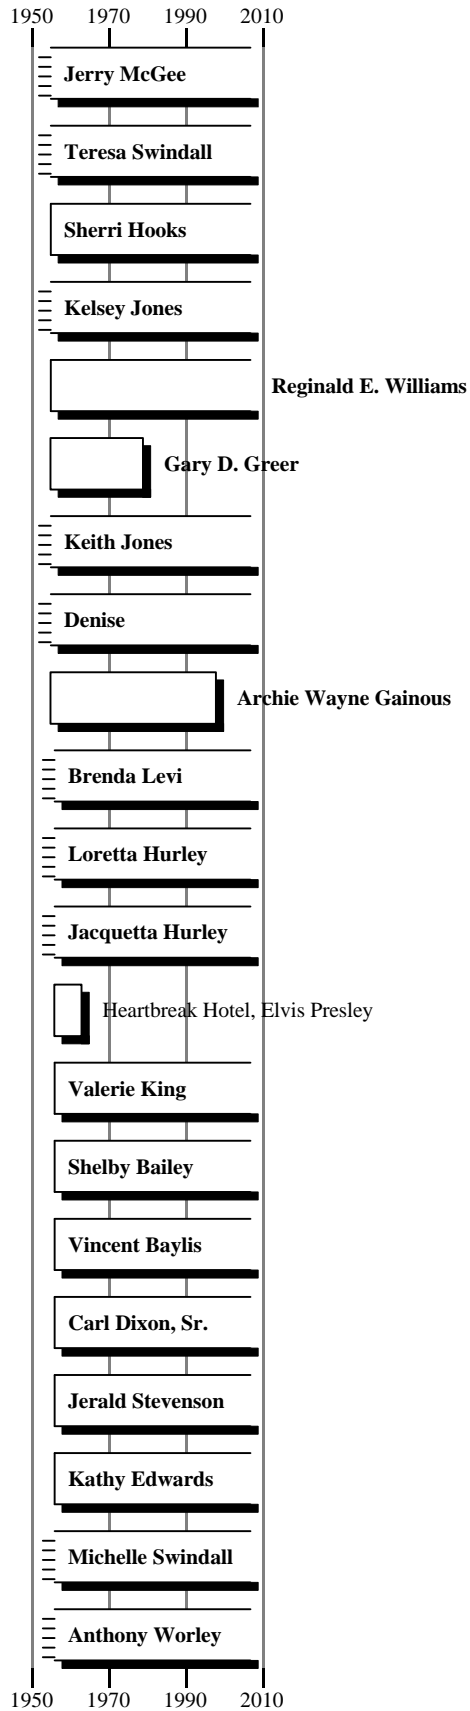 1950 1970 1990 2010
Jerry McGee
Teresa Swindall
Sherri Hooks
Kelsey Jones
Reginald E. Williams
Gary D. Greer
Keith Jones
Denise
Archie Wayne Gainous
Brenda Levi
Loretta Hurley
Jacquetta Hurley
Heartbreak Hotel, Elvis Presley
Valerie King
Shelby Bailey
Vincent Baylis
Carl Dixon, Sr.
Jerald Stevenson
Kathy Edwards
Michelle Swindall
Anthony Worley
1950 1970 1990 2010